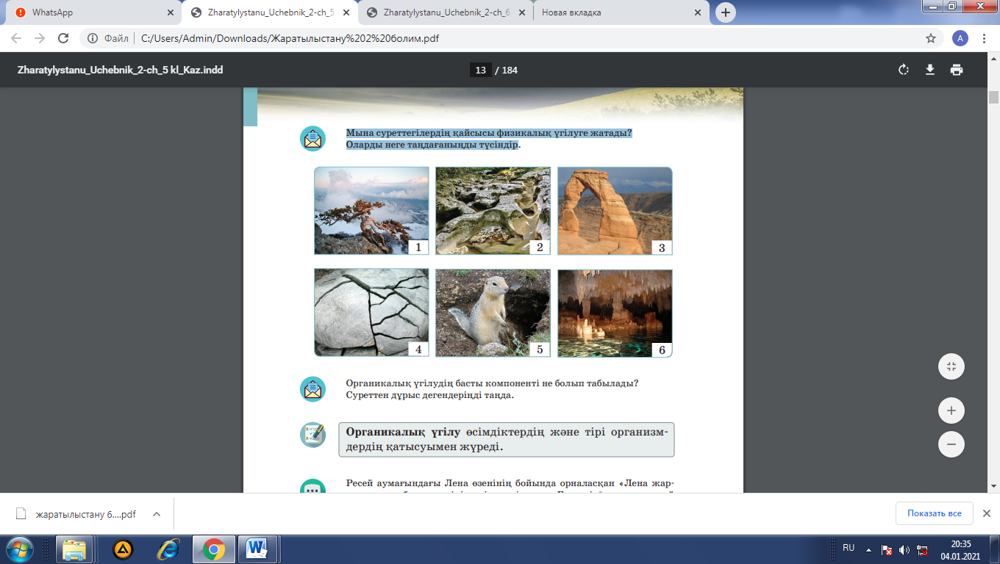 WhatsApp
Zharatylystanu_Uchebnik_2-ch_5
Zharatylystanu_Uchebnik_2-ch_6
Новая вкладка
Файл
C:/Users/Admin/Downloads/Жаратылыстану%202%20болим.pdf
A
Zharatylystanu_Uchebnik_2-ch_5 kl_Kaz.indd
13 / 184
Мына суреттегілердің қайсысы физикалық үгілуге жатады?
Оларды неге таңдағаныңды түсіндір.
1
2
3
4
5
6
Органикалық үгілудің басты компоненті не болып табылады?
Суреттен дұрыс дегендеріңді таңда.
Органикалық үгілу өсімдіктердің және тірі организм-
дердің қатысуымен жүреді.
Ресей аумағындағы Лена өзенінің бойында орналасқан «Лена жар-
жаратылыстану 6....pdf
Показать все
RU
20:35
04.01.2021